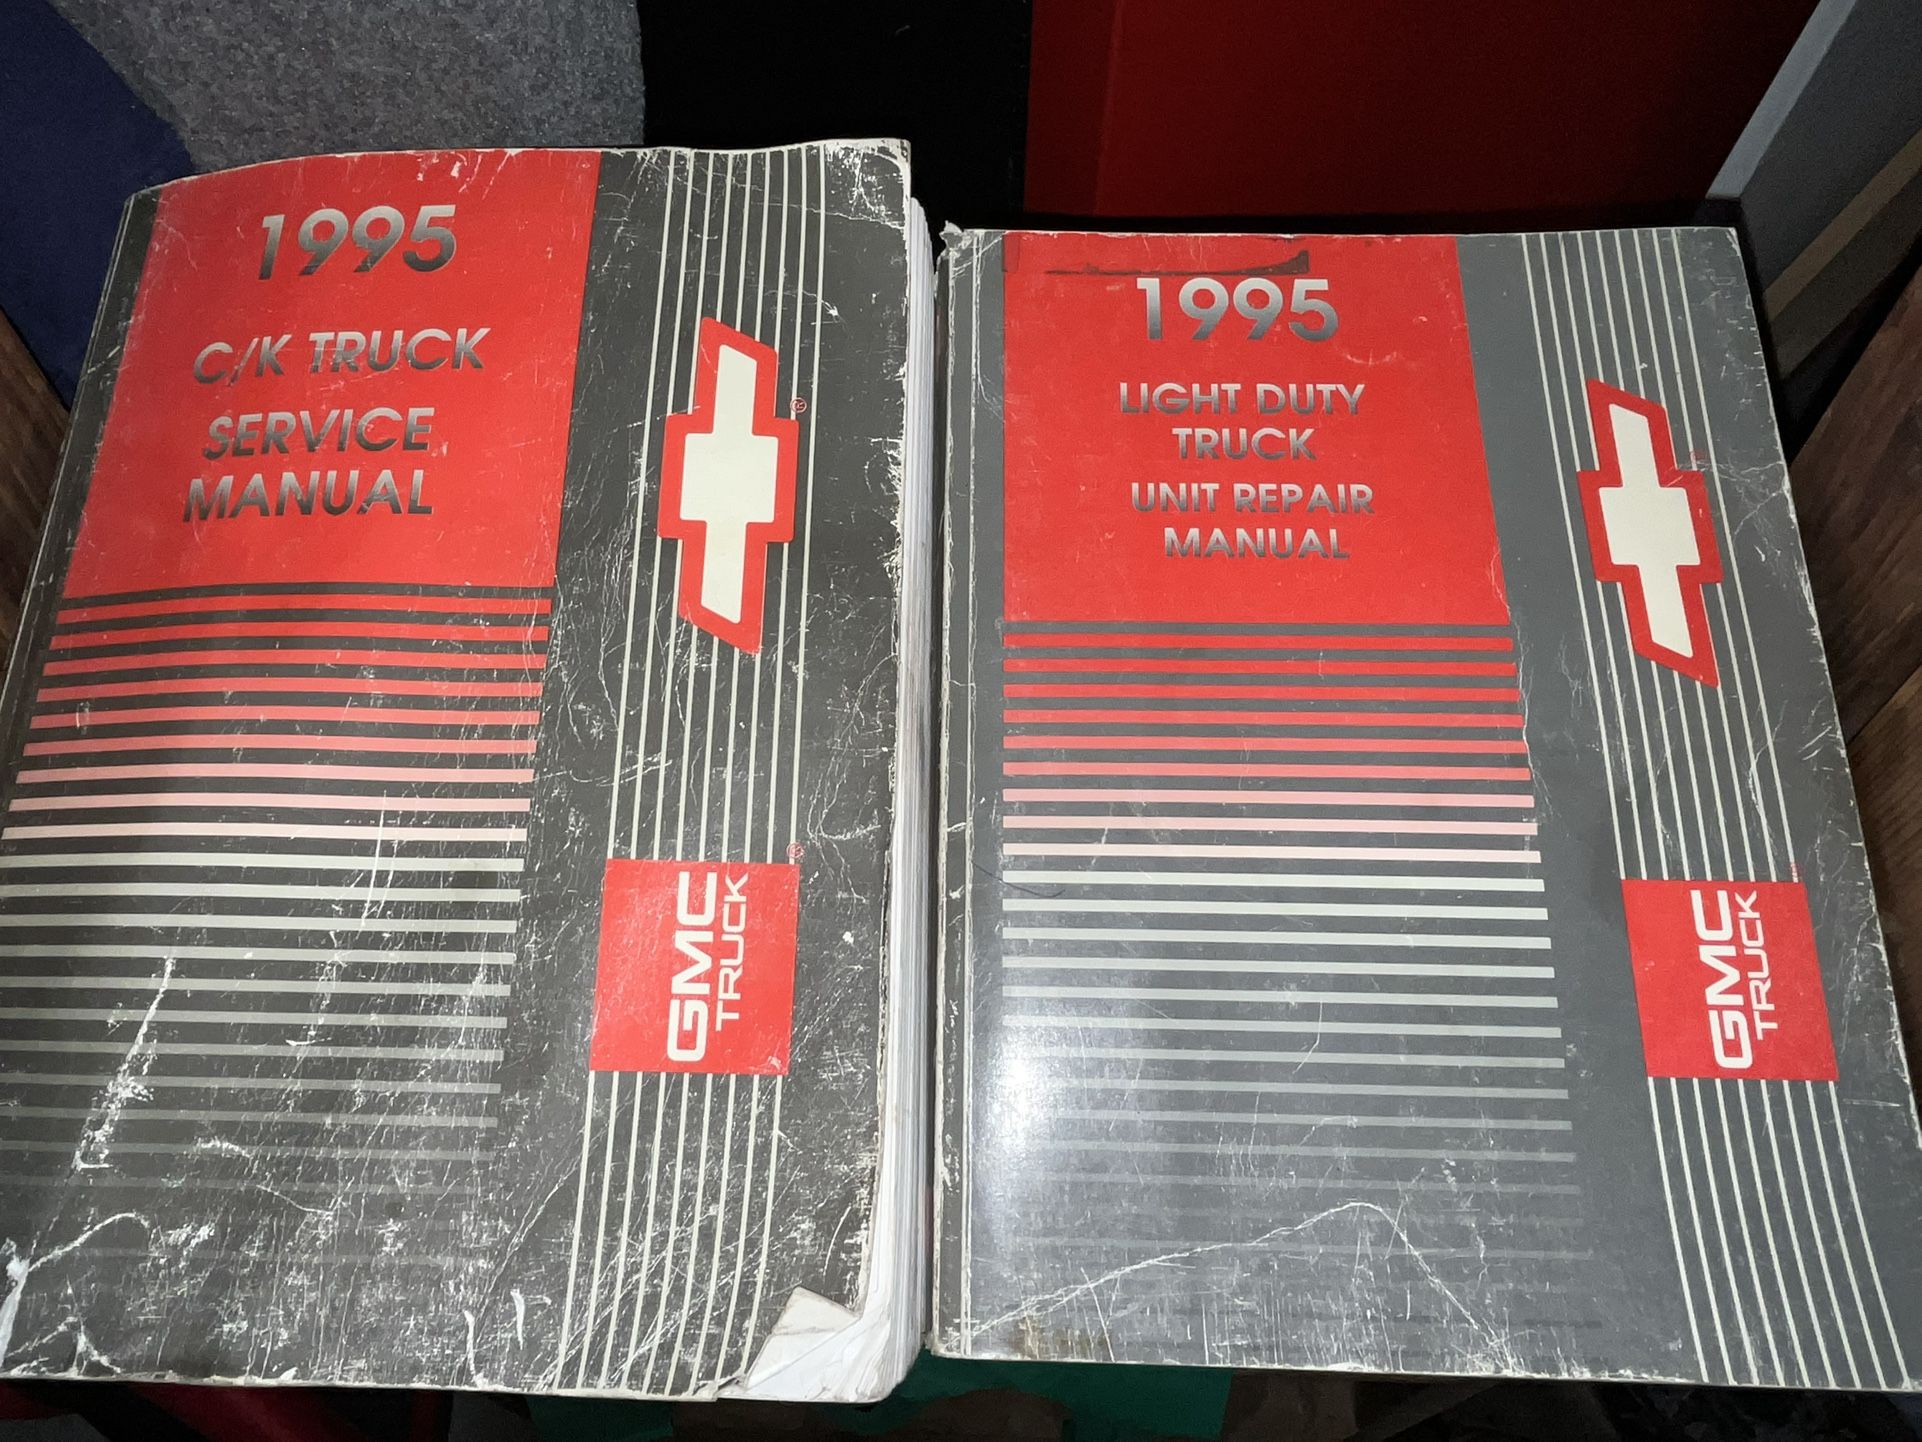 1995
C/K TRUCK
SERVICE
MANUAL
®
®
GMC
TRUCK
1995
LIGHT DUTY
TRUCK
UNIT REPAIR
MANUAL
GMC
TRUCK